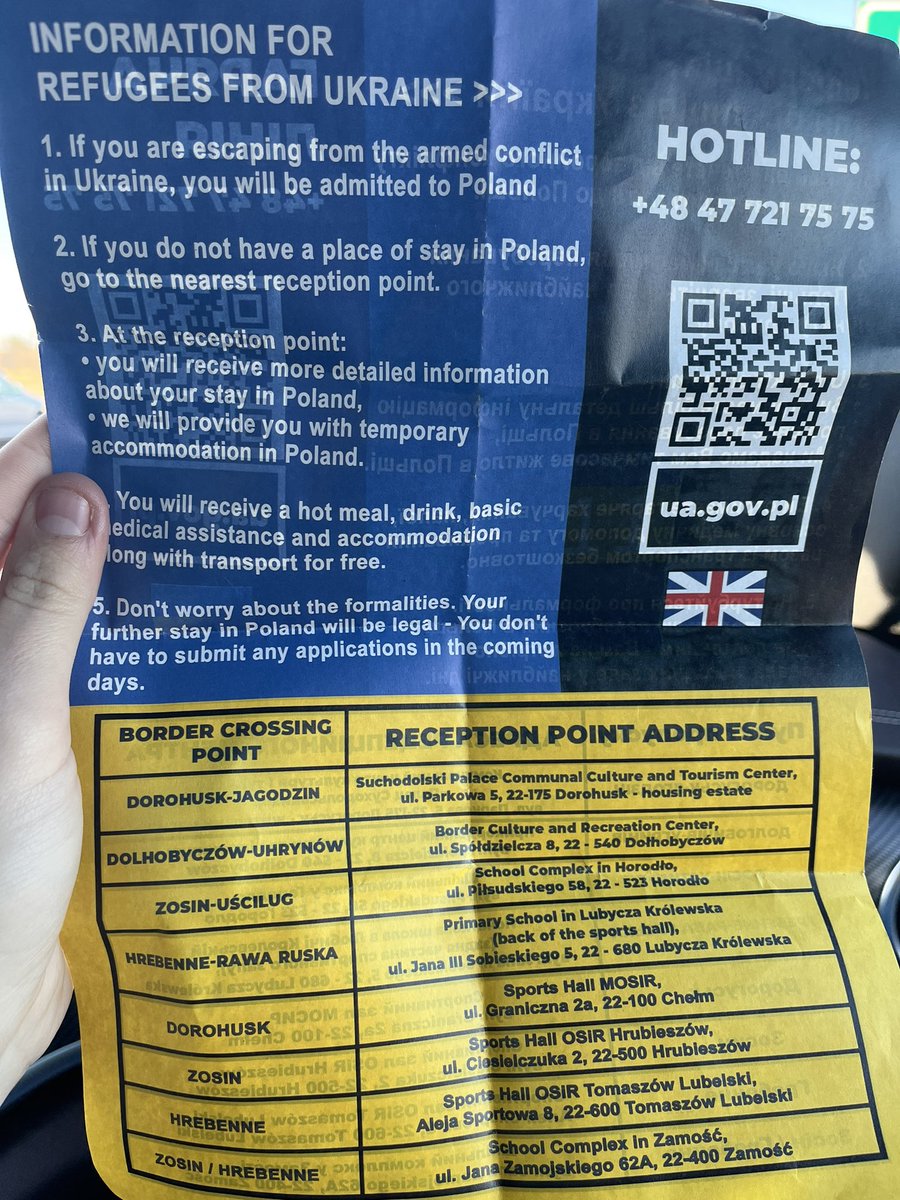 INFORMATION FOR
REFUGEES FROM UKRAINE >>>
1. If you are escaping from the armed conflict
in Ukraine, you will be admitted to Poland
2. If you do not have a place of stay in Poland,
go to the nearest reception point.
3. At the reception point:
• you will receive more detailed information
about your stay in Poland,
• we will provide you with temporary
accommodation in Poland.
You will receive a hot meal, drink, basic
medical assistance and accommodation
along with transport for free.
5. Don't worry about the formalities. Your
further stay in Poland will be legal - You don't
have to submit any applications in the coming
days.
HOTLINE:
+48 47 721 75 75
ua.gov.pl
BORDER CROSSING
POINT
RECEPTION POINT ADDRESS
DOROHUSK-JAGODZIN
Suchodolski Palace Communal Culture and Tourism Center,
ul. Parkowa 5, 22-175 Dorohusk - housing estate
DOLHOBYCZÓW-UHRYNÓW
Border Culture and Recreation Center,
ul. Spółdzielcza 8, 22 - 540 Dołhobyczów
ZOSIN-UŚCILUG
School Complex in Horodło,
ul. Piłsudskiego 58, 22 - 523 Horodło
HREBENNE-RAWA RUSKA
Primary School in Lubycza Królewska
(back of the sports hall),
ul. Jana III Sobieskiego 5, 22 - 680 Lubycza Królewska
DOROHUSK
Sports Hall MOSIR,
ul. Graniczna 2a, 22-100 Chełm
ZOSIN
Sports Hall OSiR Hrubieszów,
ul. Ciesielczuka 2, 22-500 Hrubieszów
HREBENNE
Sports Hall OSIR Tomaszów Lubelski,
Aleja Sportowa 8, 22-600 Tomaszów Lubelski
ZOSIN / HREBENNE
School Complex in Zamość,
ul. Jana Zamojskiego 62A, 22-400 Zamość